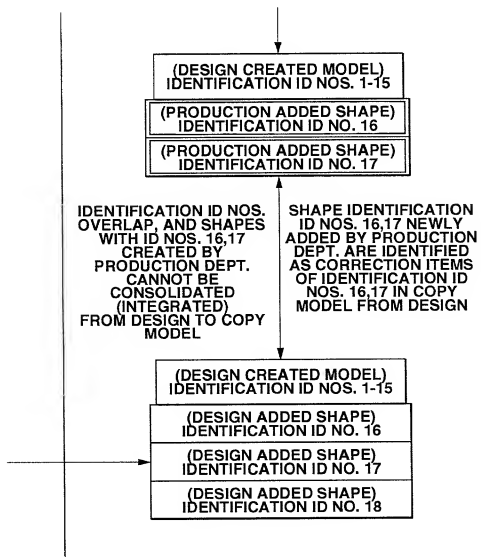 (DESIGN CREATED MODEL)
IDENTIFICATION ID NOS. 1-15
(PRODUCTION ADDED SHAPE)
IDENTIFICATION ID NO. 16
(PRODUCTION ADDED SHAPE)
IDENTIFICATION ID NO. 17
IDENTIFICATION ID NOS.
OVERLAP, AND SHAPES
WITH ID NOS. 16,17
CREATED BY
PRODUCTION DEPT.
CANNOT BE
CONSOLIDATED
(INTEGRATED)
FROM DESIGN TO COPY
MODEL
SHAPE IDENTIFICATION
ID NOS. 16,17 NEWLY
ADDED BY PRODUCTION
DEPT. ARE IDENTIFIED
AS CORRECTION ITEMS
OF IDENTIFICATION ID
NOS. 16,17 IN COPY
MODEL FROM DESIGN
(DESIGN CREATED MODEL)
IDENTIFICATION ID NOS. 1-15
(DESIGN ADDED SHAPE)
IDENTIFICATION ID NO. 16
(DESIGN ADDED SHAPE)
IDENTIFICATION ID NO. 17
(DESIGN ADDED SHAPE)
IDENTIFICATION ID NO. 18